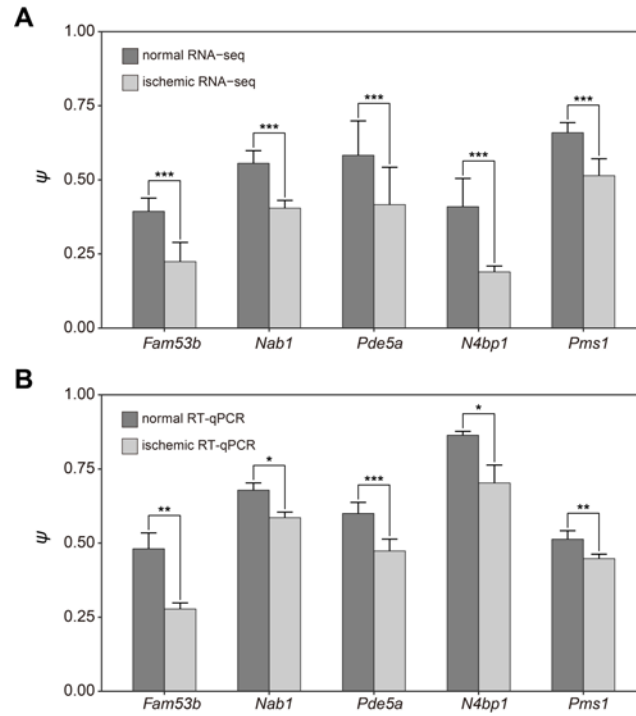 A
1.00
normal RNA−seq
ischemic RNA−seq
0.75
0.50
0.25
0.00
ψ
*** *** *** *** ***
Fam53b Nab1 Pde5a N4bp1 Pms1
B
1.00
normal RT-qPCR
ischemic RT-qPCR
0.75
0.50
0.25
0.00
ψ
** * *** * **
Fam53b Nab1 Pde5a N4bp1 Pms1